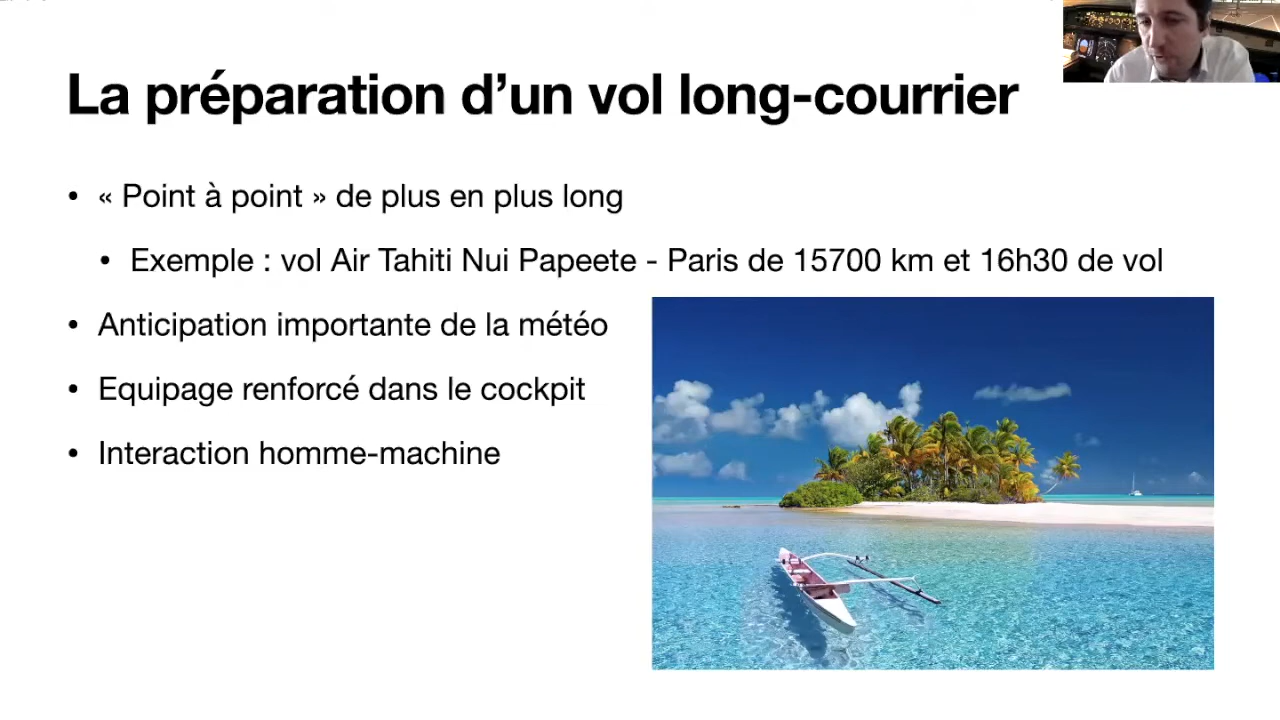 La préparation d’un vol long-courrier
• « Point à point » de plus en plus long
• Exemple : vol Air Tahiti Nui Papeete - Paris de 15700 km et 16h30 de vol
• Anticipation importante de la météo
• Equipage renforcé dans le cockpit
• Interaction homme-machine